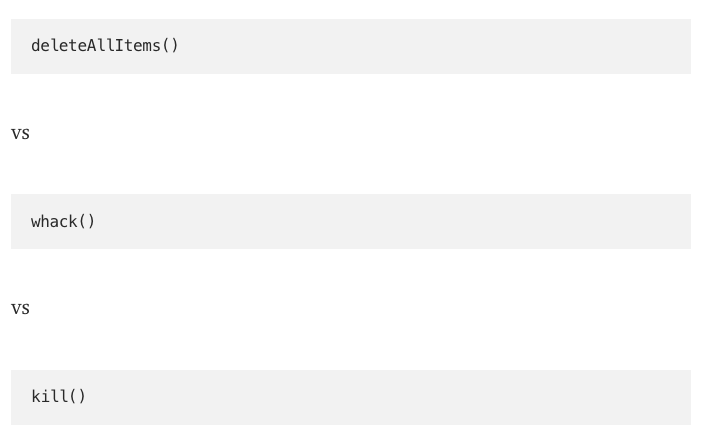 deleteAllItems()
vs
whack()
vs
kill()